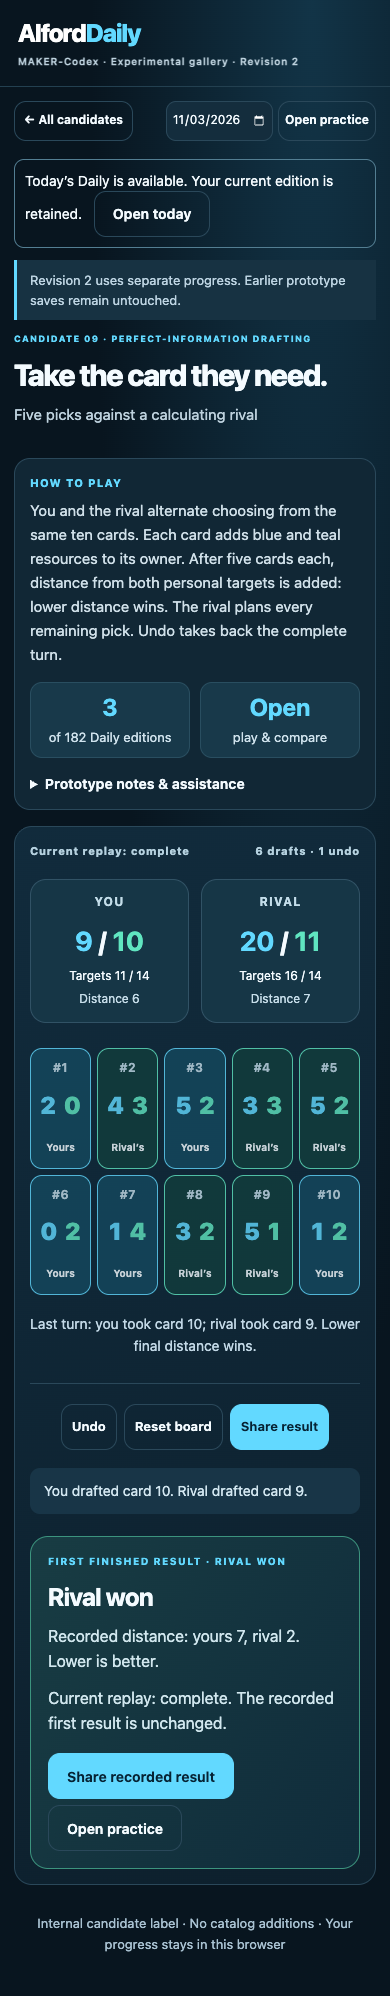 AlfordDaily
MAKER-Codex · Experimental gallery · Revision 2
← All candidates
11/03/2026
Open practice
Today's Daily is available. Your current edition is
retained.
Open today
Revision 2 uses separate progress. Earlier prototype
saves remain untouched.
CANDIDATE 09 · PERFECT-INFORMATION DRAFTING
Take the card they need.
Five picks against a calculating rival
HOW TO PLAY
You and the rival alternate choosing from the
same ten cards. Each card adds blue and teal
resources to its owner. After five cards each,
distance from both personal targets is added:
lower distance wins. The rival plans every
remaining pick. Undo takes back the complete
turn.
3
of 182 Daily editions
Open
play & compare
▶ Prototype notes & assistance
Current replay: complete
6 drafts · 1 undo
YOU
9 / 10
Targets 11 / 14
Distance 6
RIVAL
20 / 11
Targets 16 / 14
Distance 7
#1
2 0
Yours
#2
4 3
Rival's
#3
5 2
Yours
#4
3 3
Rival's
#5
5 2
Rival's
#6
0 2
Yours
#7
1 4
Yours
#8
3 2
Rival's
#9
5 1
Rival's
#10
1 2
Yours
Last turn: you took card 10; rival took card 9. Lower
final distance wins.
Undo
Reset board
Share result
You drafted card 10. Rival drafted card 9.
FIRST FINISHED RESULT · RIVAL WON
Rival won
Recorded distance: yours 7, rival 2.
Lower is better.
Current replay: complete. The recorded
first result is unchanged.
Share recorded result
Open practice
Internal candidate label · No catalog additions · Your
progress stays in this browser